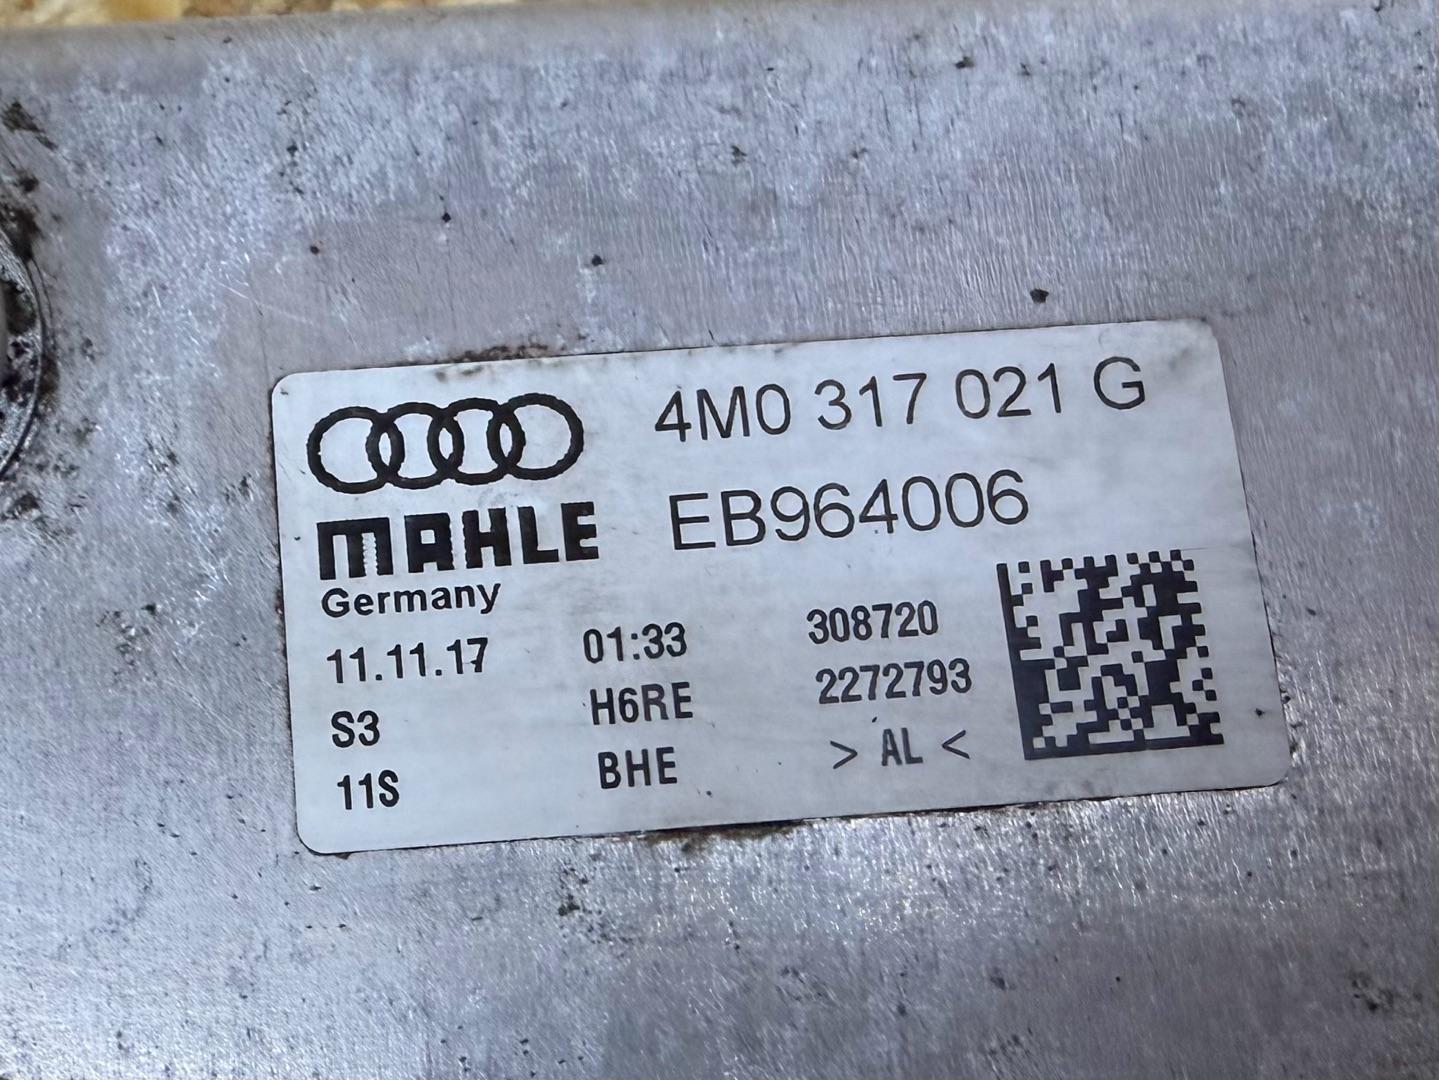 4M0 317 021 G
MAHLE EB964006
Germany
11.11.17 01:33 308720
S3 H6RE 2272793
11S BHE > AL <